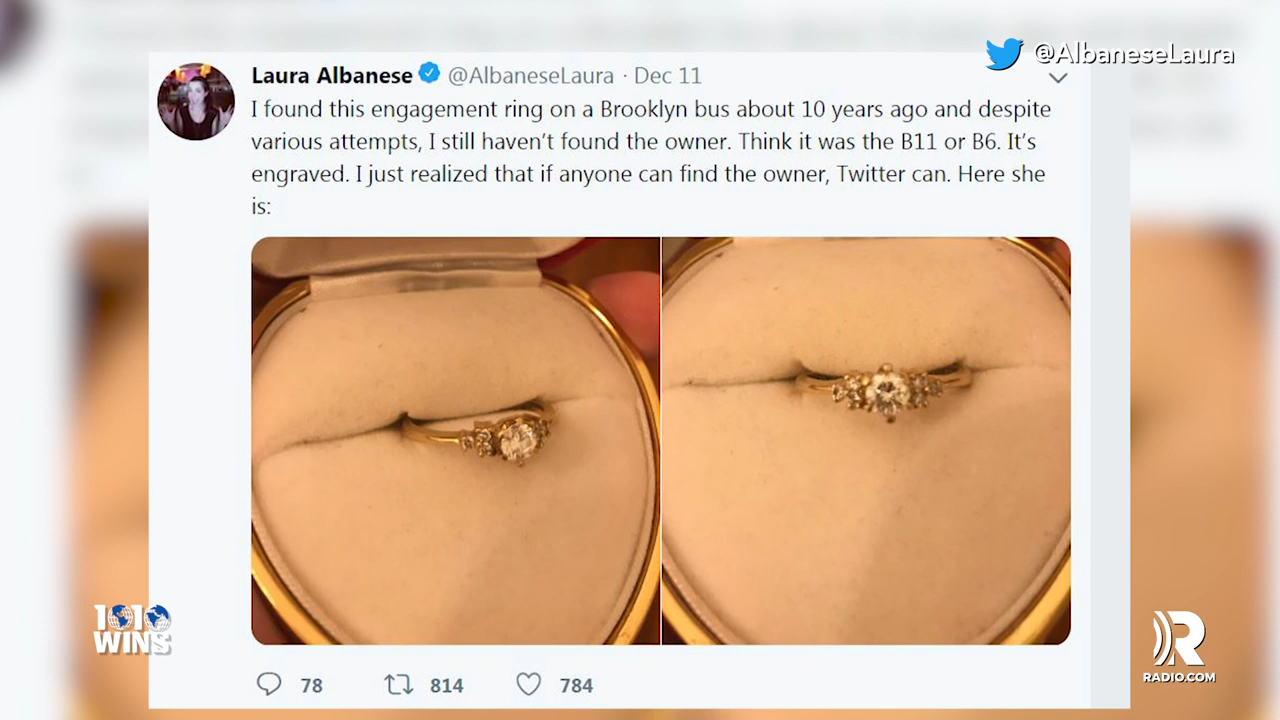 @AlbaneseLaura
Laura Albanese @AlbaneseLaura · Dec 11
I found this engagement ring on a Brooklyn bus about 10 years ago and despite
various attempts, I still haven't found the owner. Think it was the B11 or B6. It's
engraved. I just realized that if anyone can find the owner, Twitter can. Here she
is:
78 814 784
1010
WINS
R
RADIO.COM